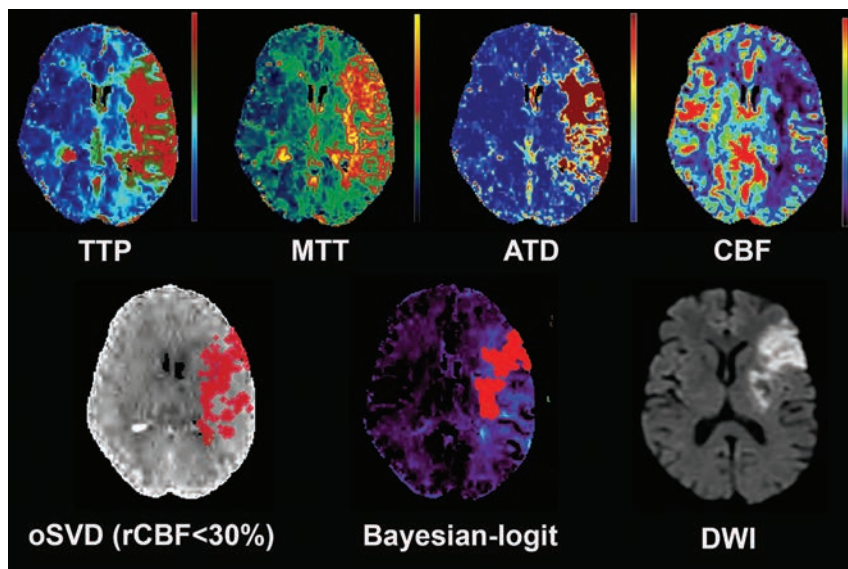 TTP MTT ATD CBF
oSVD (rCBF<30%) Bayesian-logit DWI